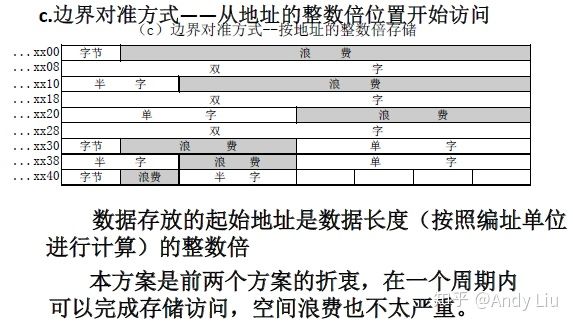 c.边界对准方式——从地址的整数倍位置开始访问
（c）边界对准方式--按地址的整数倍存储
...xx00 字节 浪 费
...xx08 双 字
...xx10 半 字 浪 费
...xx18 双 字
...xx20 单 字 浪 费
...xx28 双 字
...xx30 字节 浪 费 单 字
...xx38 半 字 浪 费 单 字
...xx40 字节 浪费 半 字
数据存放的起始地址是数据长度（按照编址单位
进行计算）的整数倍
本方案是前两个方案的折衷，在一个周期内
可以完成存储访问，空间浪费也不太严重。
知乎 @Andy Liu